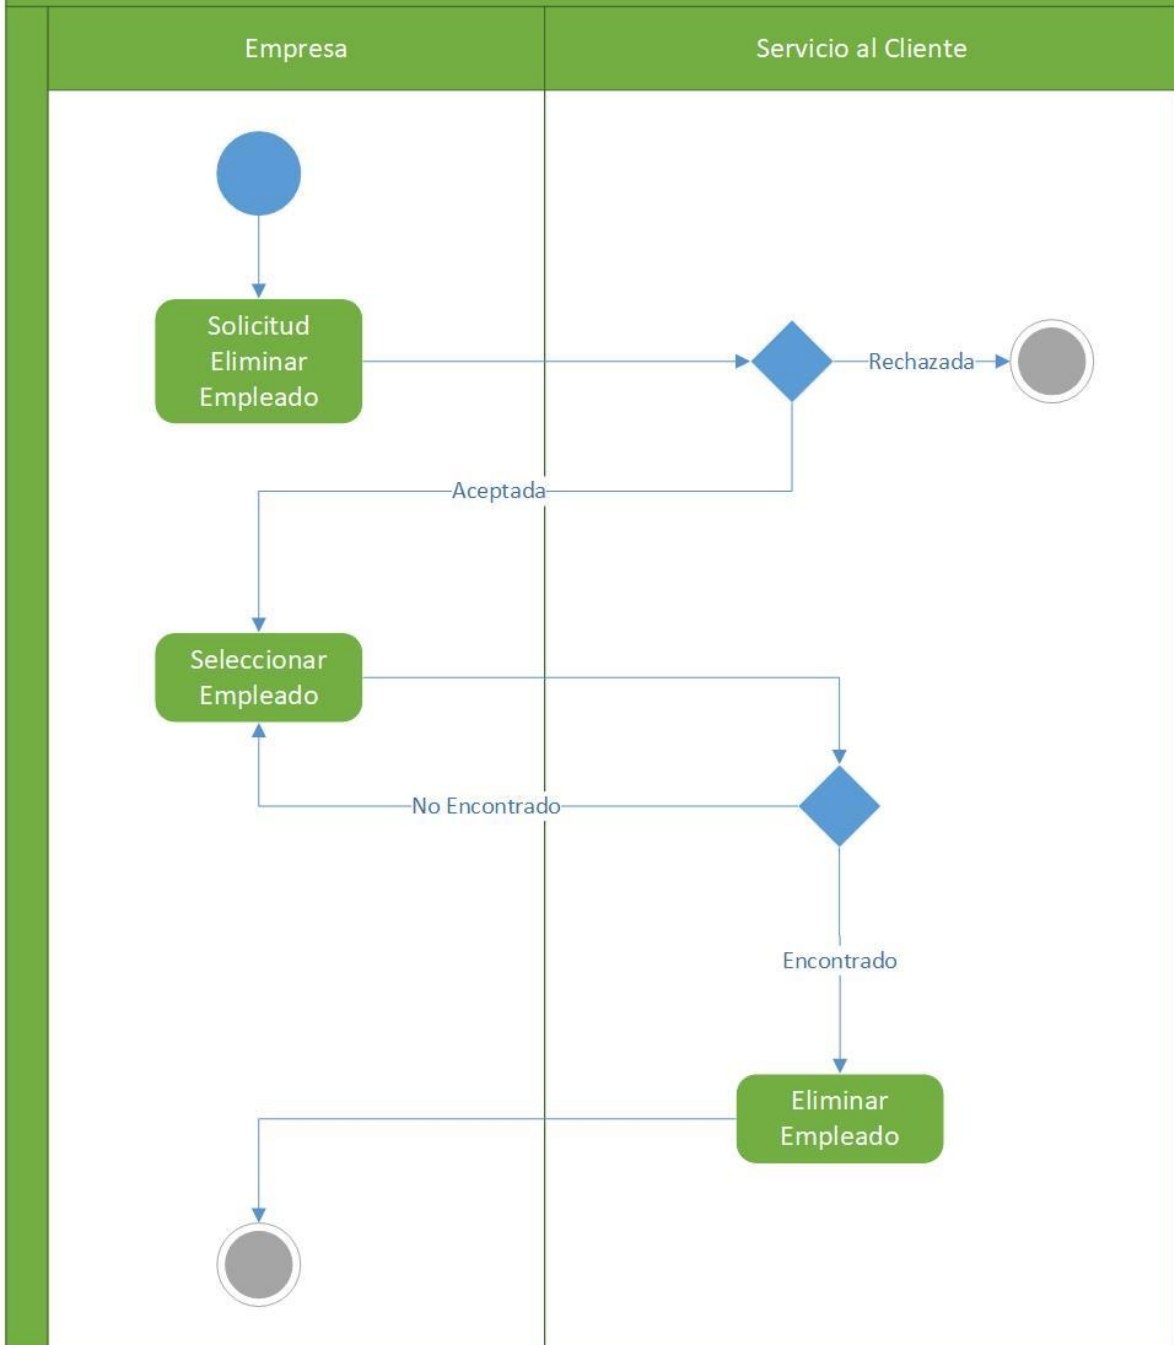 Empresa
Servicio al Cliente
Solicitud
Eliminar
Empleado
Rechazada
Aceptada
Seleccionar
Empleado
No Encontrado
Encontrado
Eliminar
Empleado